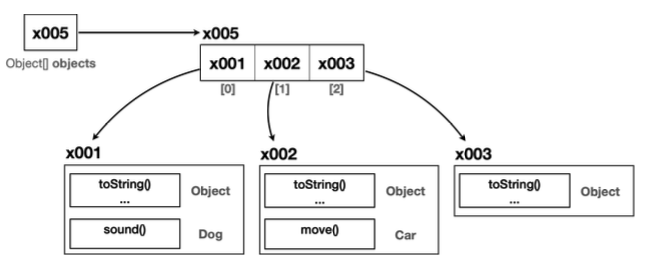 x005
x005
Object[] objects
x001 x002 x003
[0] [1] [2]
x001
toString()
...
Object
sound()
Dog
x002
toString()
...
Object
move()
Car
x003
toString()
...
Object